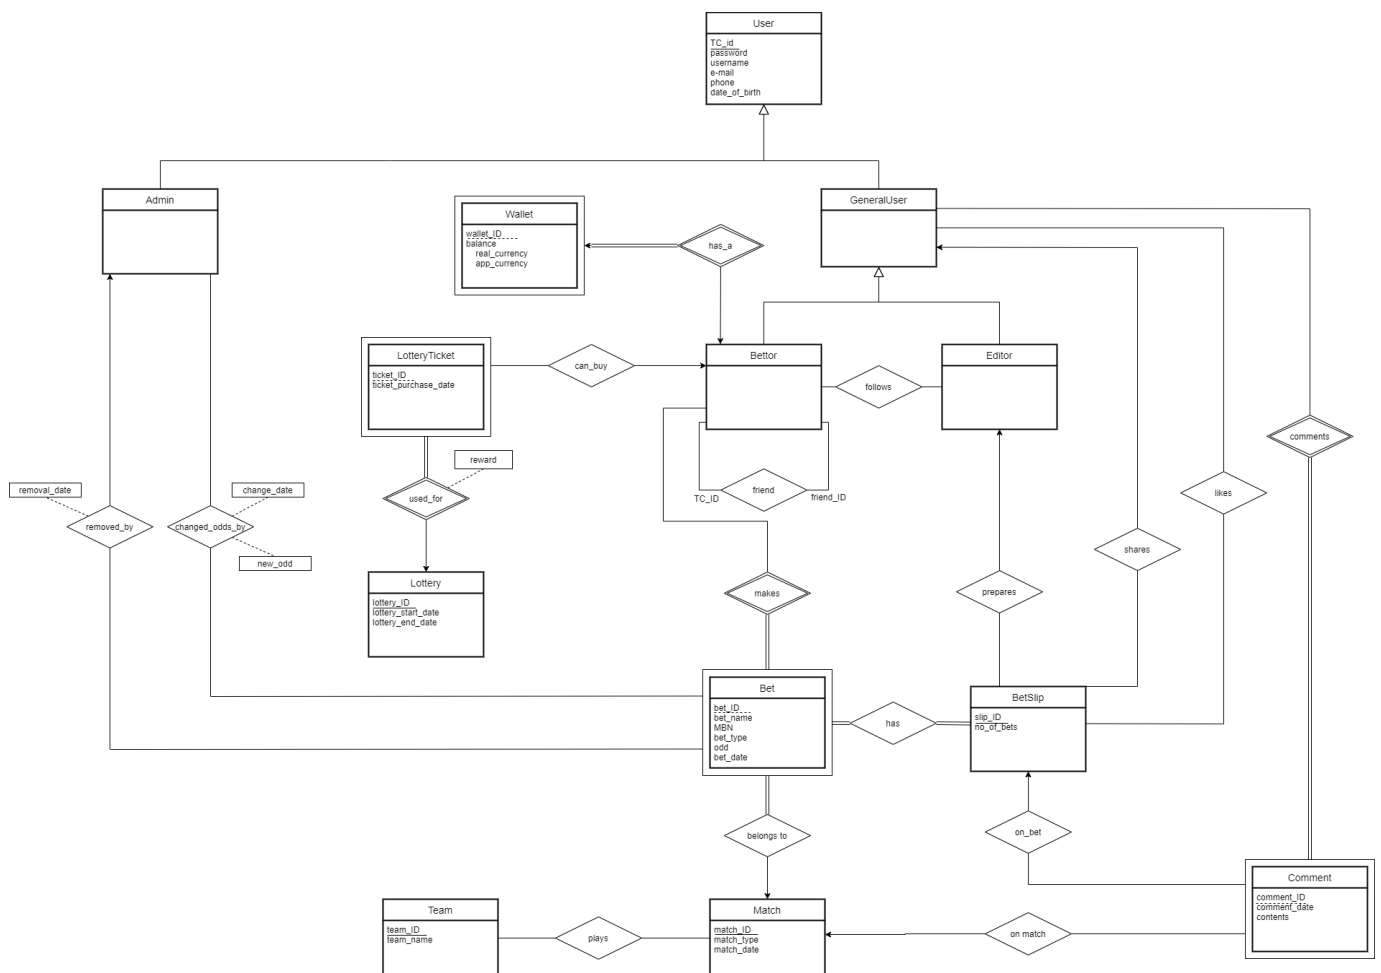 User
TC_id
password
username
e-mail
phone
date_of_birth
Admin
Wallet
wallet_ID
balance
real_currency
app_currency
has_a
GeneralUser
LotteryTicket
ticket_ID
ticket_purchase_date
can_buy
Bettor
follows
Editor
comments
reward
used_for
TC_ID
friend
friend_ID
likes
removal_date
removed_by
change_date
changed_odds_by
new_odd
shares
Lottery
lottery_ID
lottery_start_date
lottery_end_date
makes
prepares
Bet
bet_ID
bet_name
MBN
bet_type
odd
bet_date
has
BetSlip
slip_ID
no_of_bets
belongs to
on_bet
Comment
comment_ID
comment_date
contents
Team
team_ID
team_name
plays
Match
match_ID
match_type
match_date
on match